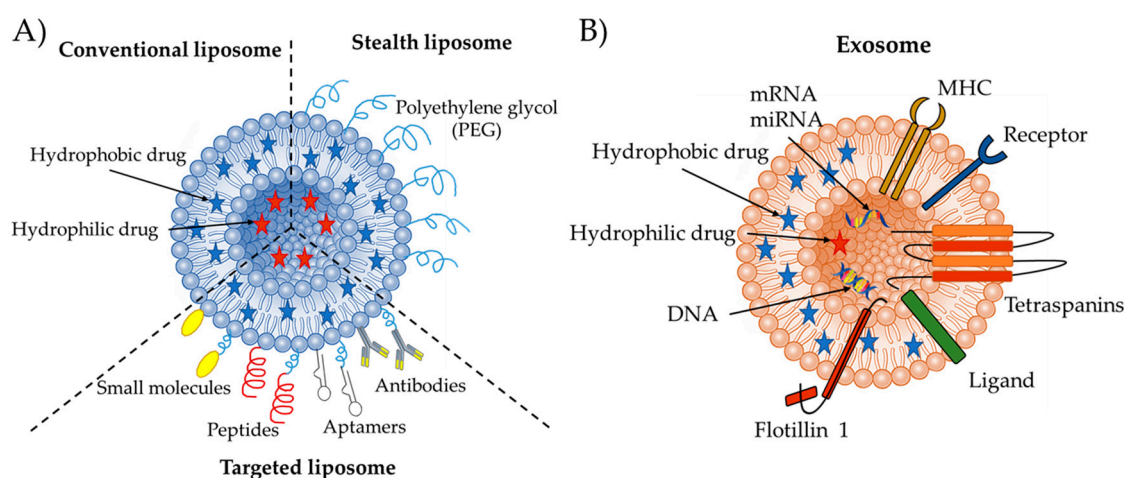 A)
Conventional liposome
Stealth liposome
Polyethylene glycol
(PEG)
Hydrophobic drug
Hydrophilic drug
Small molecules
Peptides
Aptamers
Antibodies
Targeted liposome
B)
Exosome
mRNA
miRNA
MHC
Receptor
Hydrophobic drug
Hydrophilic drug
DNA
Tetraspanins
Ligand
Flotillin 1